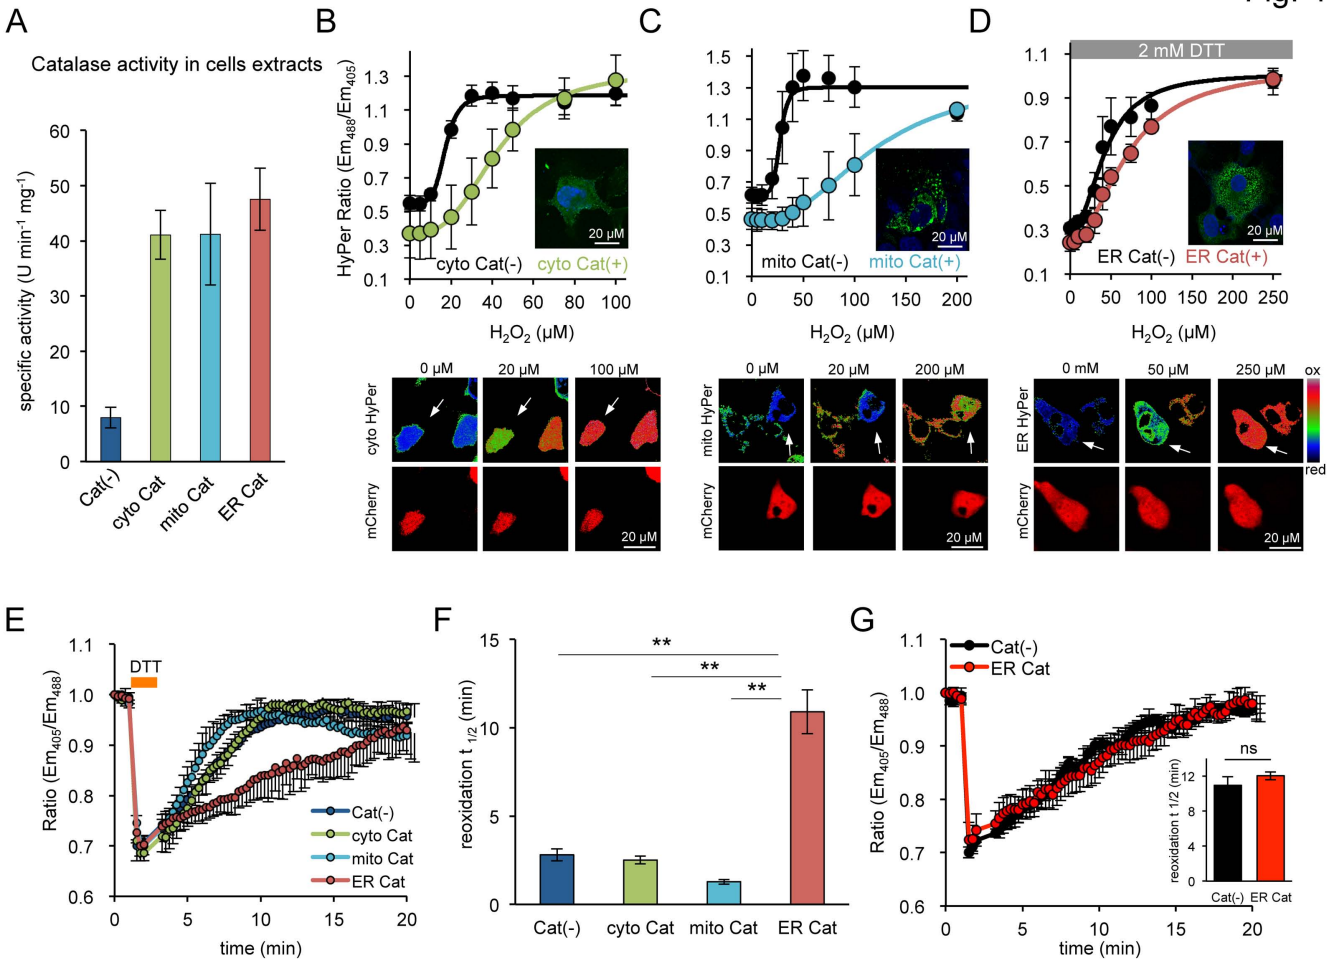 A
Catalase activity in cells extracts
specific activity (U min⁻¹ mg⁻¹)
60
50
40
30
20
10
0
Cat(-)
cyto Cat
mito Cat
ER Cat
B
HyPer Ratio (Em488/Em405)
1.3
1.1
0.9
0.7
0.5
0.3
0.1
20 µM
cyto Cat(-) cyto Cat(+)
0 20 40 60 80 100
H2O2 (µM)
0 µM 20 µM 100 µM
cyto HyPer
mCherry
20 µM
C
1.5
1.3
1.1
0.9
0.7
0.5
0.3
0.1
20 µM
mito Cat(-) mito Cat(+)
0 50 100 150 200
H2O2 (µM)
0 µM 20 µM 200 µM
mito HyPer
mCherry
20 µM
D
2 mM DTT
1.1
0.9
0.7
0.5
0.3
0.1
20 µM
ER Cat(-) ER Cat(+)
0 50 100 150 200 250
H2O2 (µM)
0 mM 50 µM 250 µM
ox
ER HyPer
red
mCherry
20 µM
E
Ratio (Em405/Em488)
1.1
1.0
0.9
0.8
0.7
0.6
DTT
Cat(-)
cyto Cat
mito Cat
ER Cat
0 5 10 15 20
time (min)
F
reoxidation t 1/2 (min)
15
10
5
0
**
**
**
Cat(-) cyto Cat mito Cat ER Cat
G
Ratio (Em405/Em488)
1.1
1.0
0.9
0.8
0.7
0.6
Cat(-)
ER Cat
reoxidation t 1/2 (min)
12
8
4
0
ns
Cat(-) ER Cat
0 5 10 15 20
time (min)